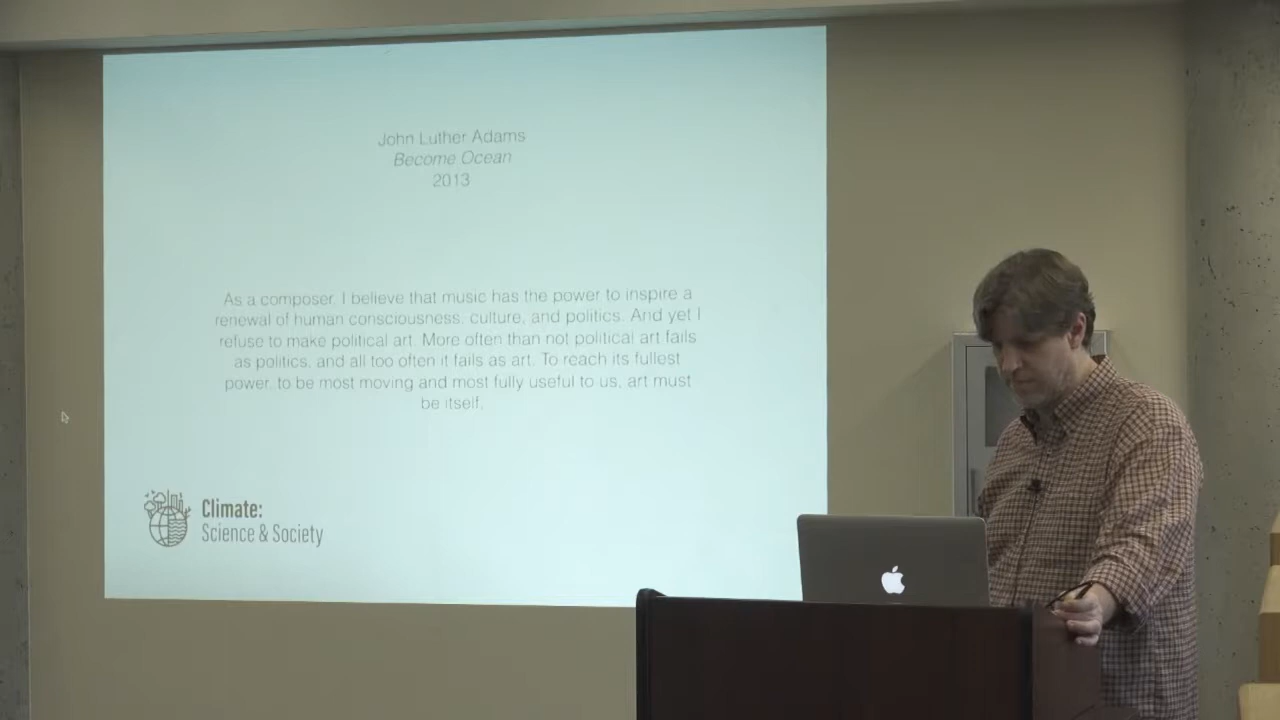 John Luther Adams
Become Ocean
2013
As a composer, I believe that music has the power to inspire a
renewal of human consciousness, culture, and politics. And yet I
refuse to make political art. More often than not political art fails
as politics, and all too often it fails as art. To reach its fullest
power, to be most moving and most fully useful to us, art must
be itself,
Climate:
Science & Society